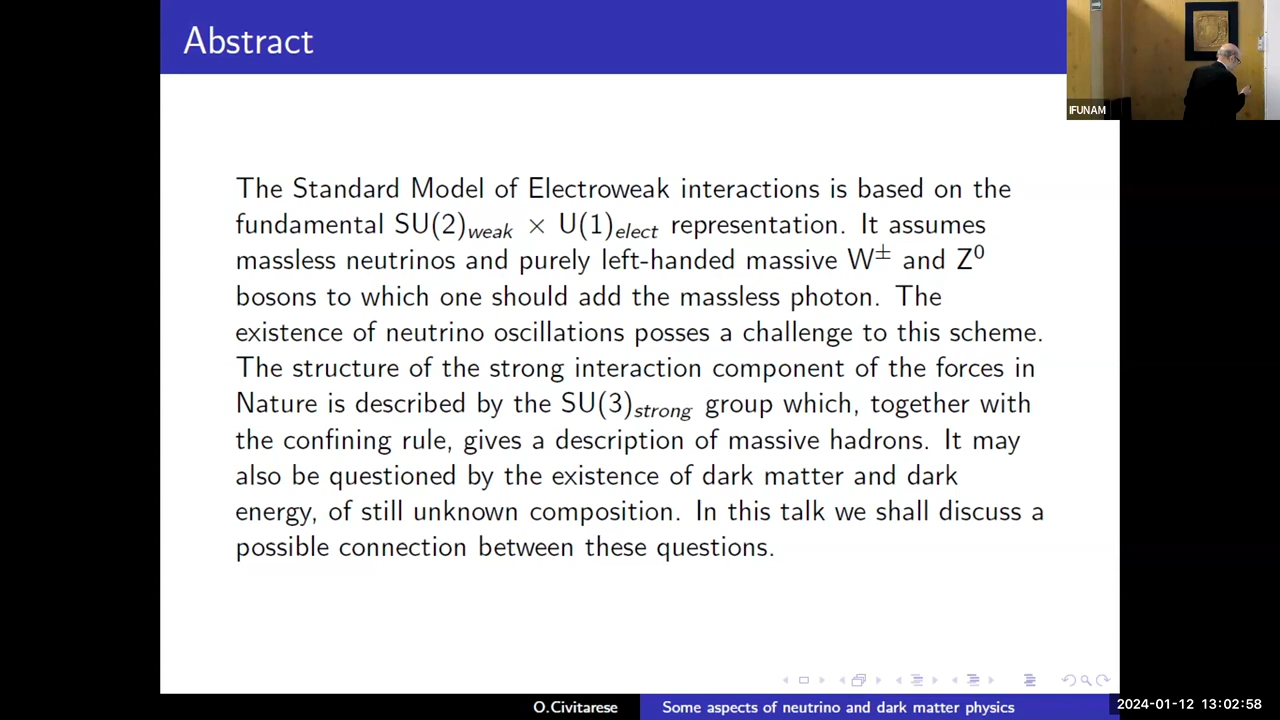 Abstract
IFUNAM
The Standard Model of Electroweak interactions is based on the
fundamental SU(2)weak × U(1)elect representation. It assumes
massless neutrinos and purely left-handed massive W± and Z⁰
bosons to which one should add the massless photon. The
existence of neutrino oscillations posses a challenge to this scheme.
The structure of the strong interaction component of the forces in
Nature is described by the SU(3)strong group which, together with
the confining rule, gives a description of massive hadrons. It may
also be questioned by the existence of dark matter and dark
energy, of still unknown composition. In this talk we shall discuss a
possible connection between these questions.
O.Civitarese
Some aspects of neutrino and dark matter physics
2024-01-12 13:02:58